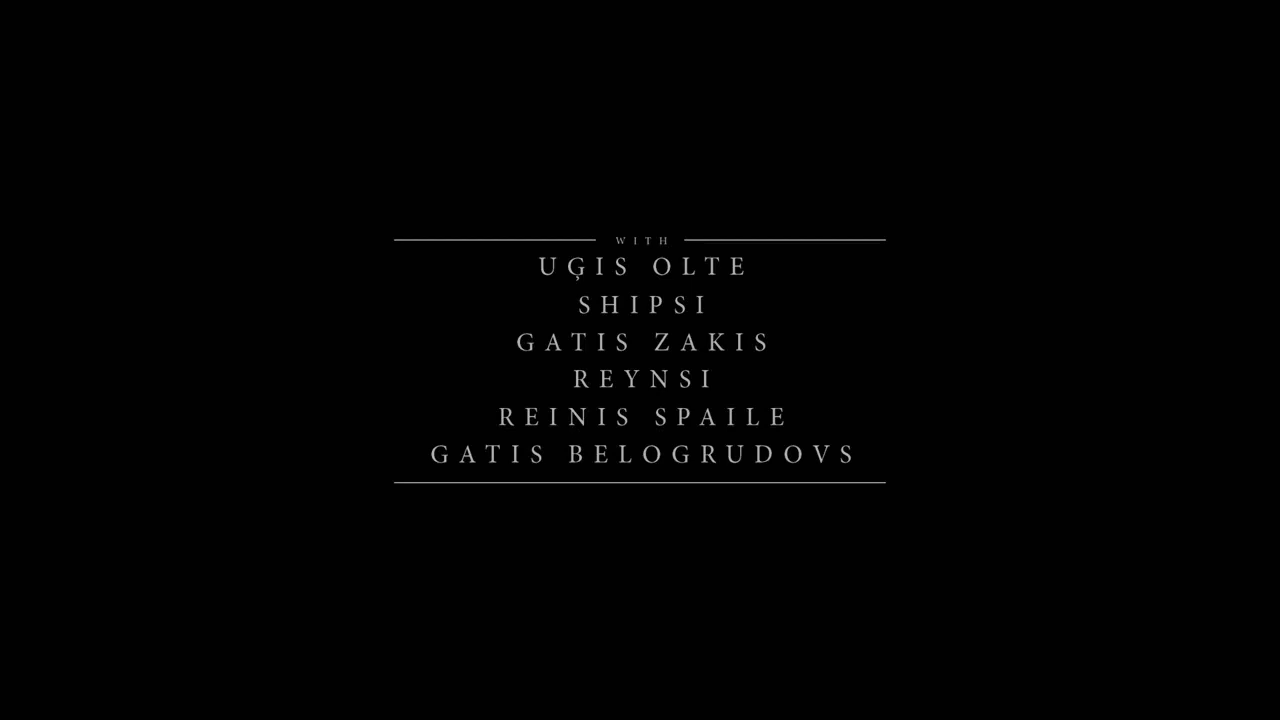 WITH
UĢIS OLTE
SHIPSI
GATIS ZAKIS
REYNSI
REINIS SPAILE
GATIS BELOGRUDOVS